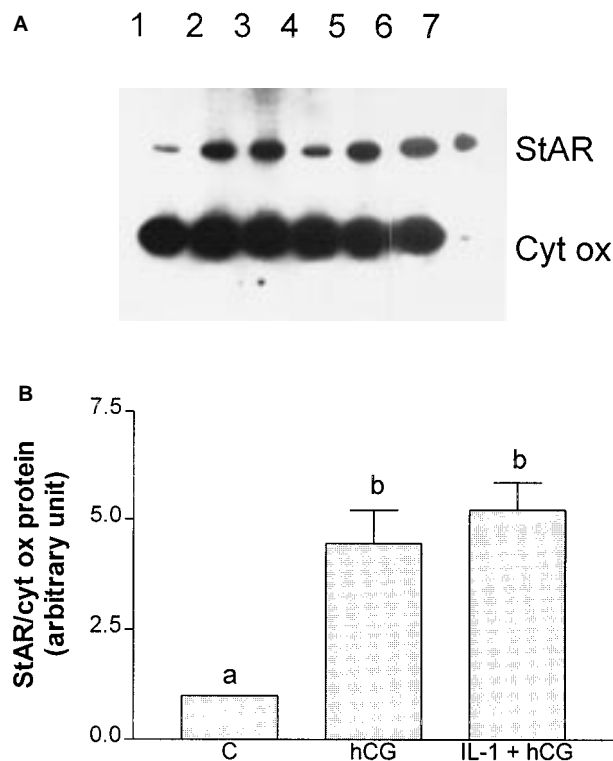 A
1 2 3 4 5 6 7
StAR
Cyt ox
B
StAR/cyt ox protein
(arbitrary unit)
7.5
5.0
2.5
0.0
a
b
b
C
hCG
IL-1 + hCG